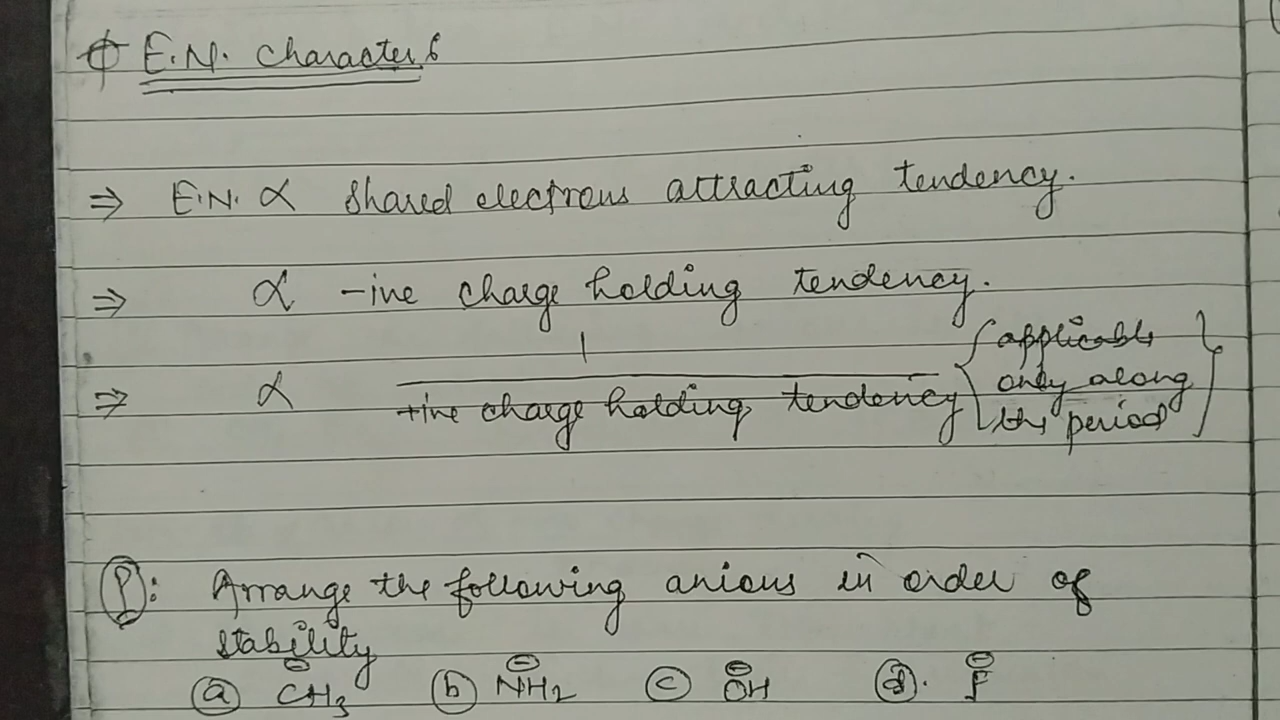 ⌽ E.N. Character :
⇒ E.N. ∝ Shared electrons attracting tendency.
⇒ ∝ -ive charge holding tendency.
⇒ ∝ 1 / +ive charge holding tendency { applicable only along the period }
(P): Arrange the following anions in order of
stability
(a) ⊖CH3 (b) ⊖NH2 (c) ⊖OH (d). ⊖F